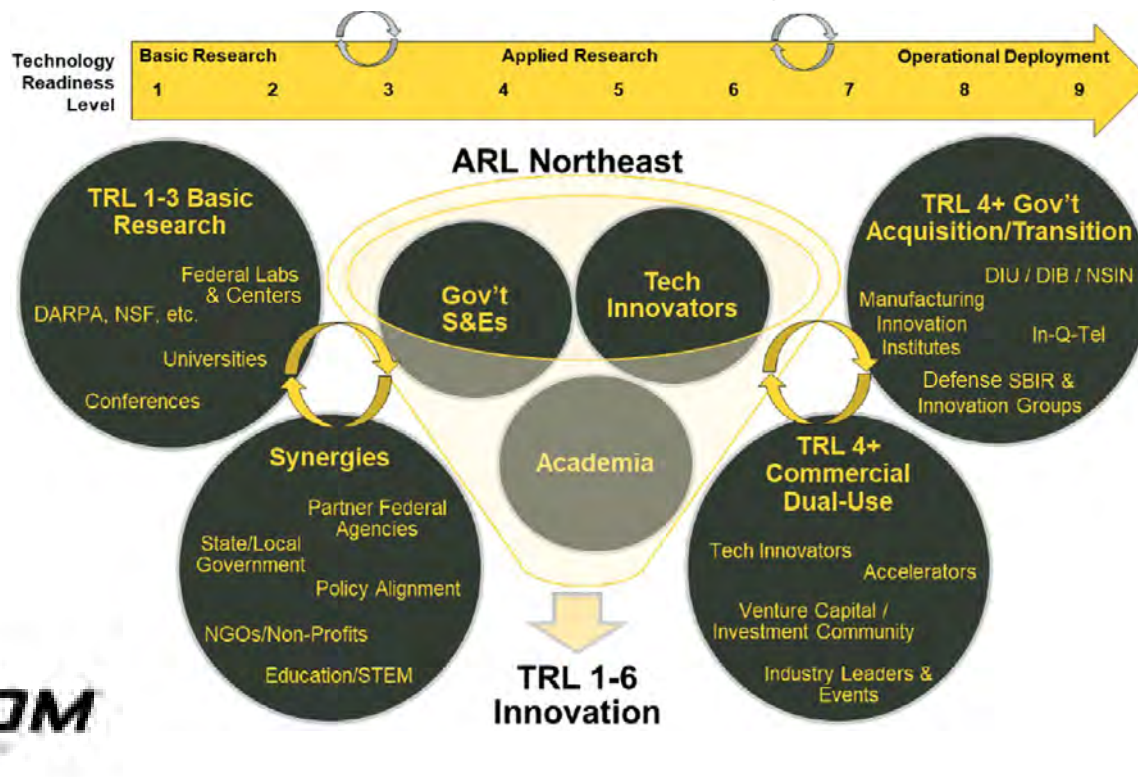 Technology
Readiness
Level
Basic Research
Applied Research
Operational Deployment
1 2 3 4 5 6 7 8 9
ARL Northeast
TRL 1-3 Basic
Research
Federal Labs
& Centers
DARPA, NSF, etc.
Universities
Conferences
Synergies
Partner Federal
Agencies
State/Local
Government
Policy Alignment
NGOs/Non-Profits
Education/STEM
Gov't
S&Es
Tech
Innovators
Academia
TRL 1-6
Innovation
TRL 4+ Gov't
Acquisition/Transition
DIU / DIB / NSIN
Manufacturing
Innovation
Institutes
In-Q-Tel
Defense SBIR &
Innovation Groups
TRL 4+
Commercial
Dual-Use
Tech Innovators
Accelerators
Venture Capital /
Investment Community
Industry Leaders &
Events